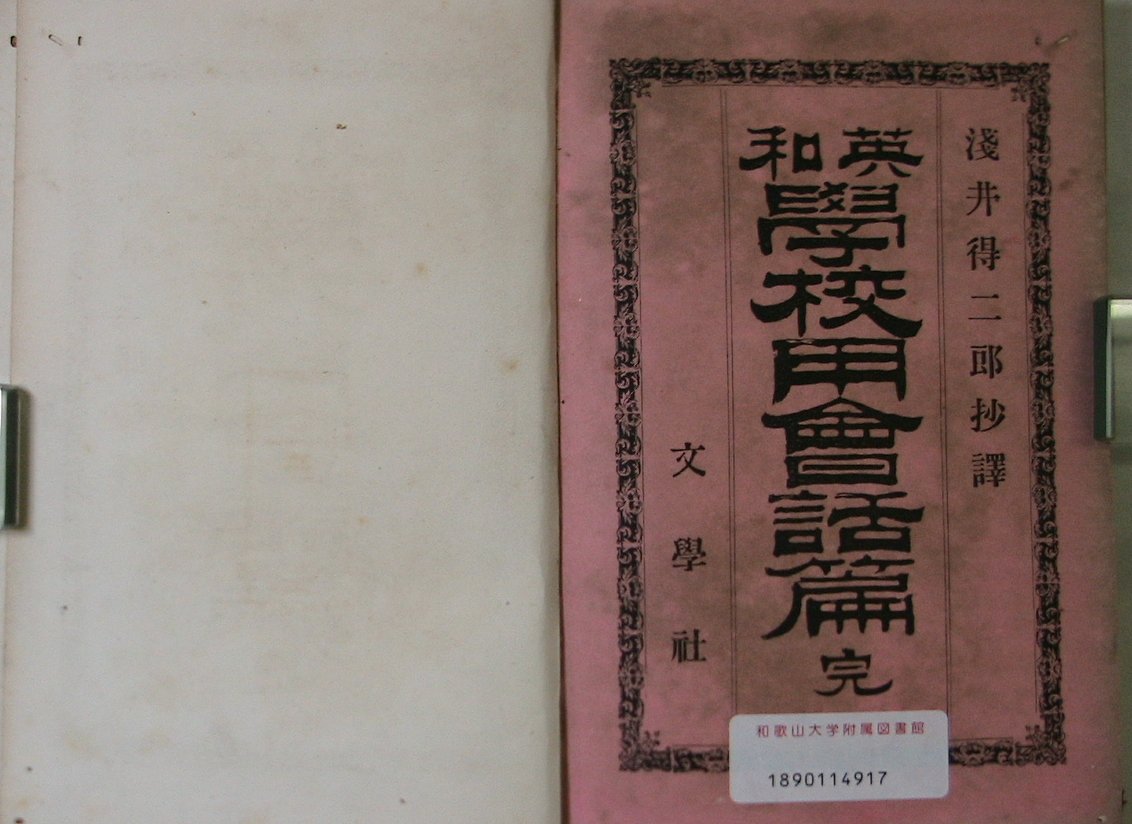 淺井得二郎抄譯
英和
學校用會話篇 完
文學社
和歌山大学附属図書館
1890114917